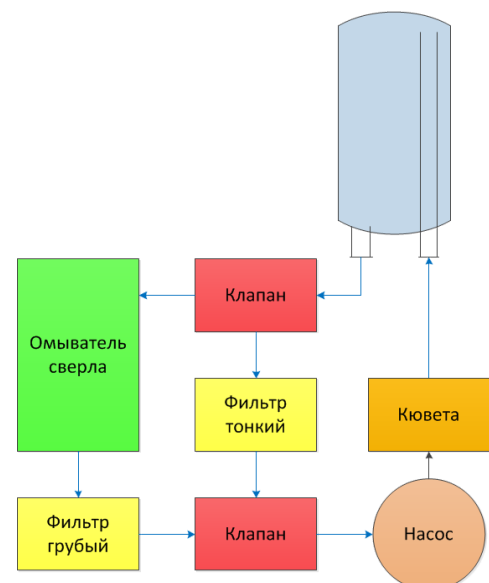 Клапан
Омыватель
сверла
Фильтр
тонкий
Кювета
Фильтр
грубый
Клапан
Насос